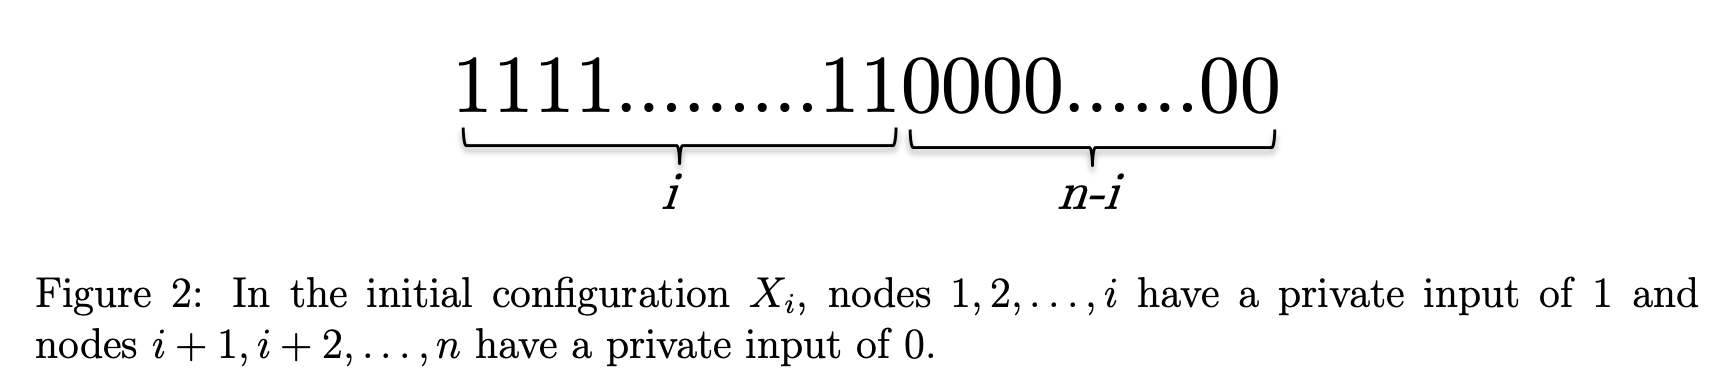 1111.........110000......00
i n-i
Figure 2: In the initial configuration Xᵢ, nodes 1, 2, . . . , i have a private input of 1 and
nodes i + 1, i + 2, . . . , n have a private input of 0.